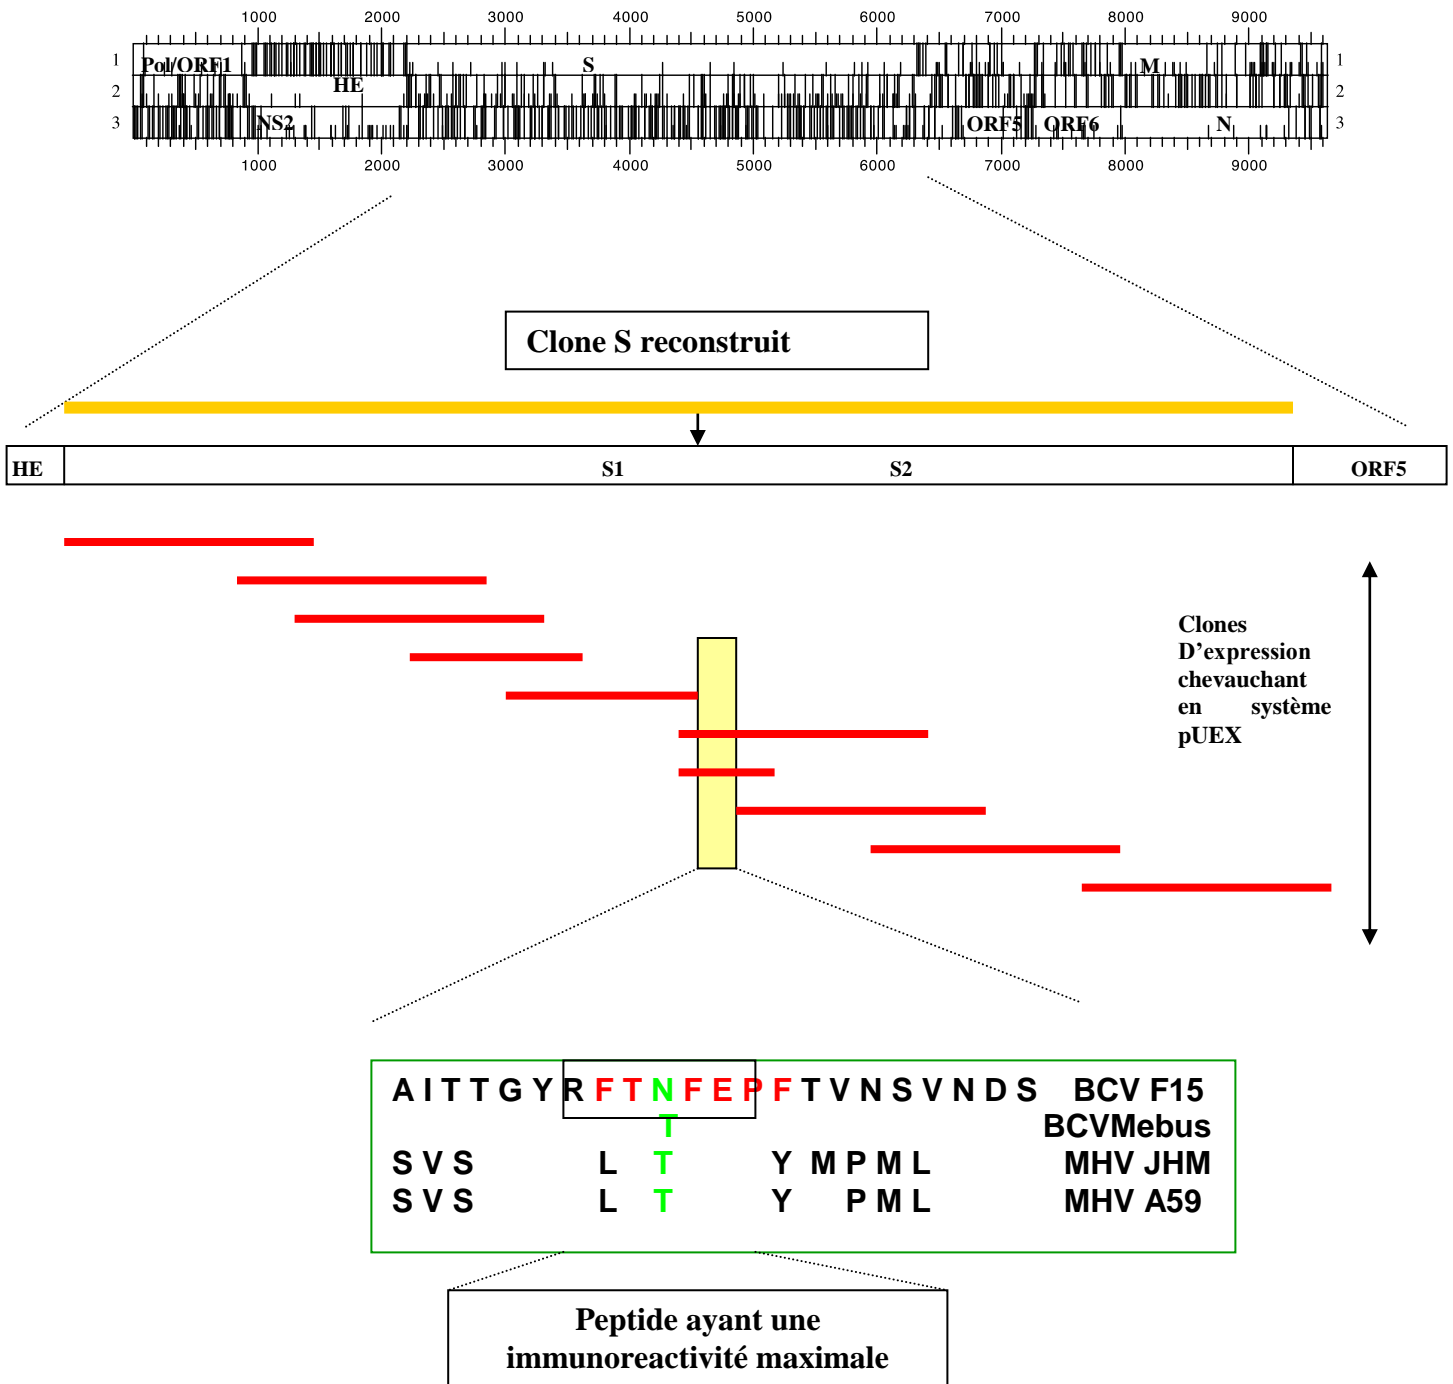 1000 2000 3000 4000 5000 6000 7000 8000 9000
1 Pol/ORF1 S M 1
2 HE 2
3 NS2 ORF5 ORF6 N 3
1000 2000 3000 4000 5000 6000 7000 8000 9000
Clone S reconstruit
HE S1 S2 ORF5
Clones
D’expression
chevauchant
en système
pUEX
A I T T G Y R F T N F E P F T V N S V N D S BCV F15
T BCVMebus
S V S L T Y M P M L MHV JHM
S V S L T Y P M L MHV A59
Peptide ayant une
immunoreactivité maximale